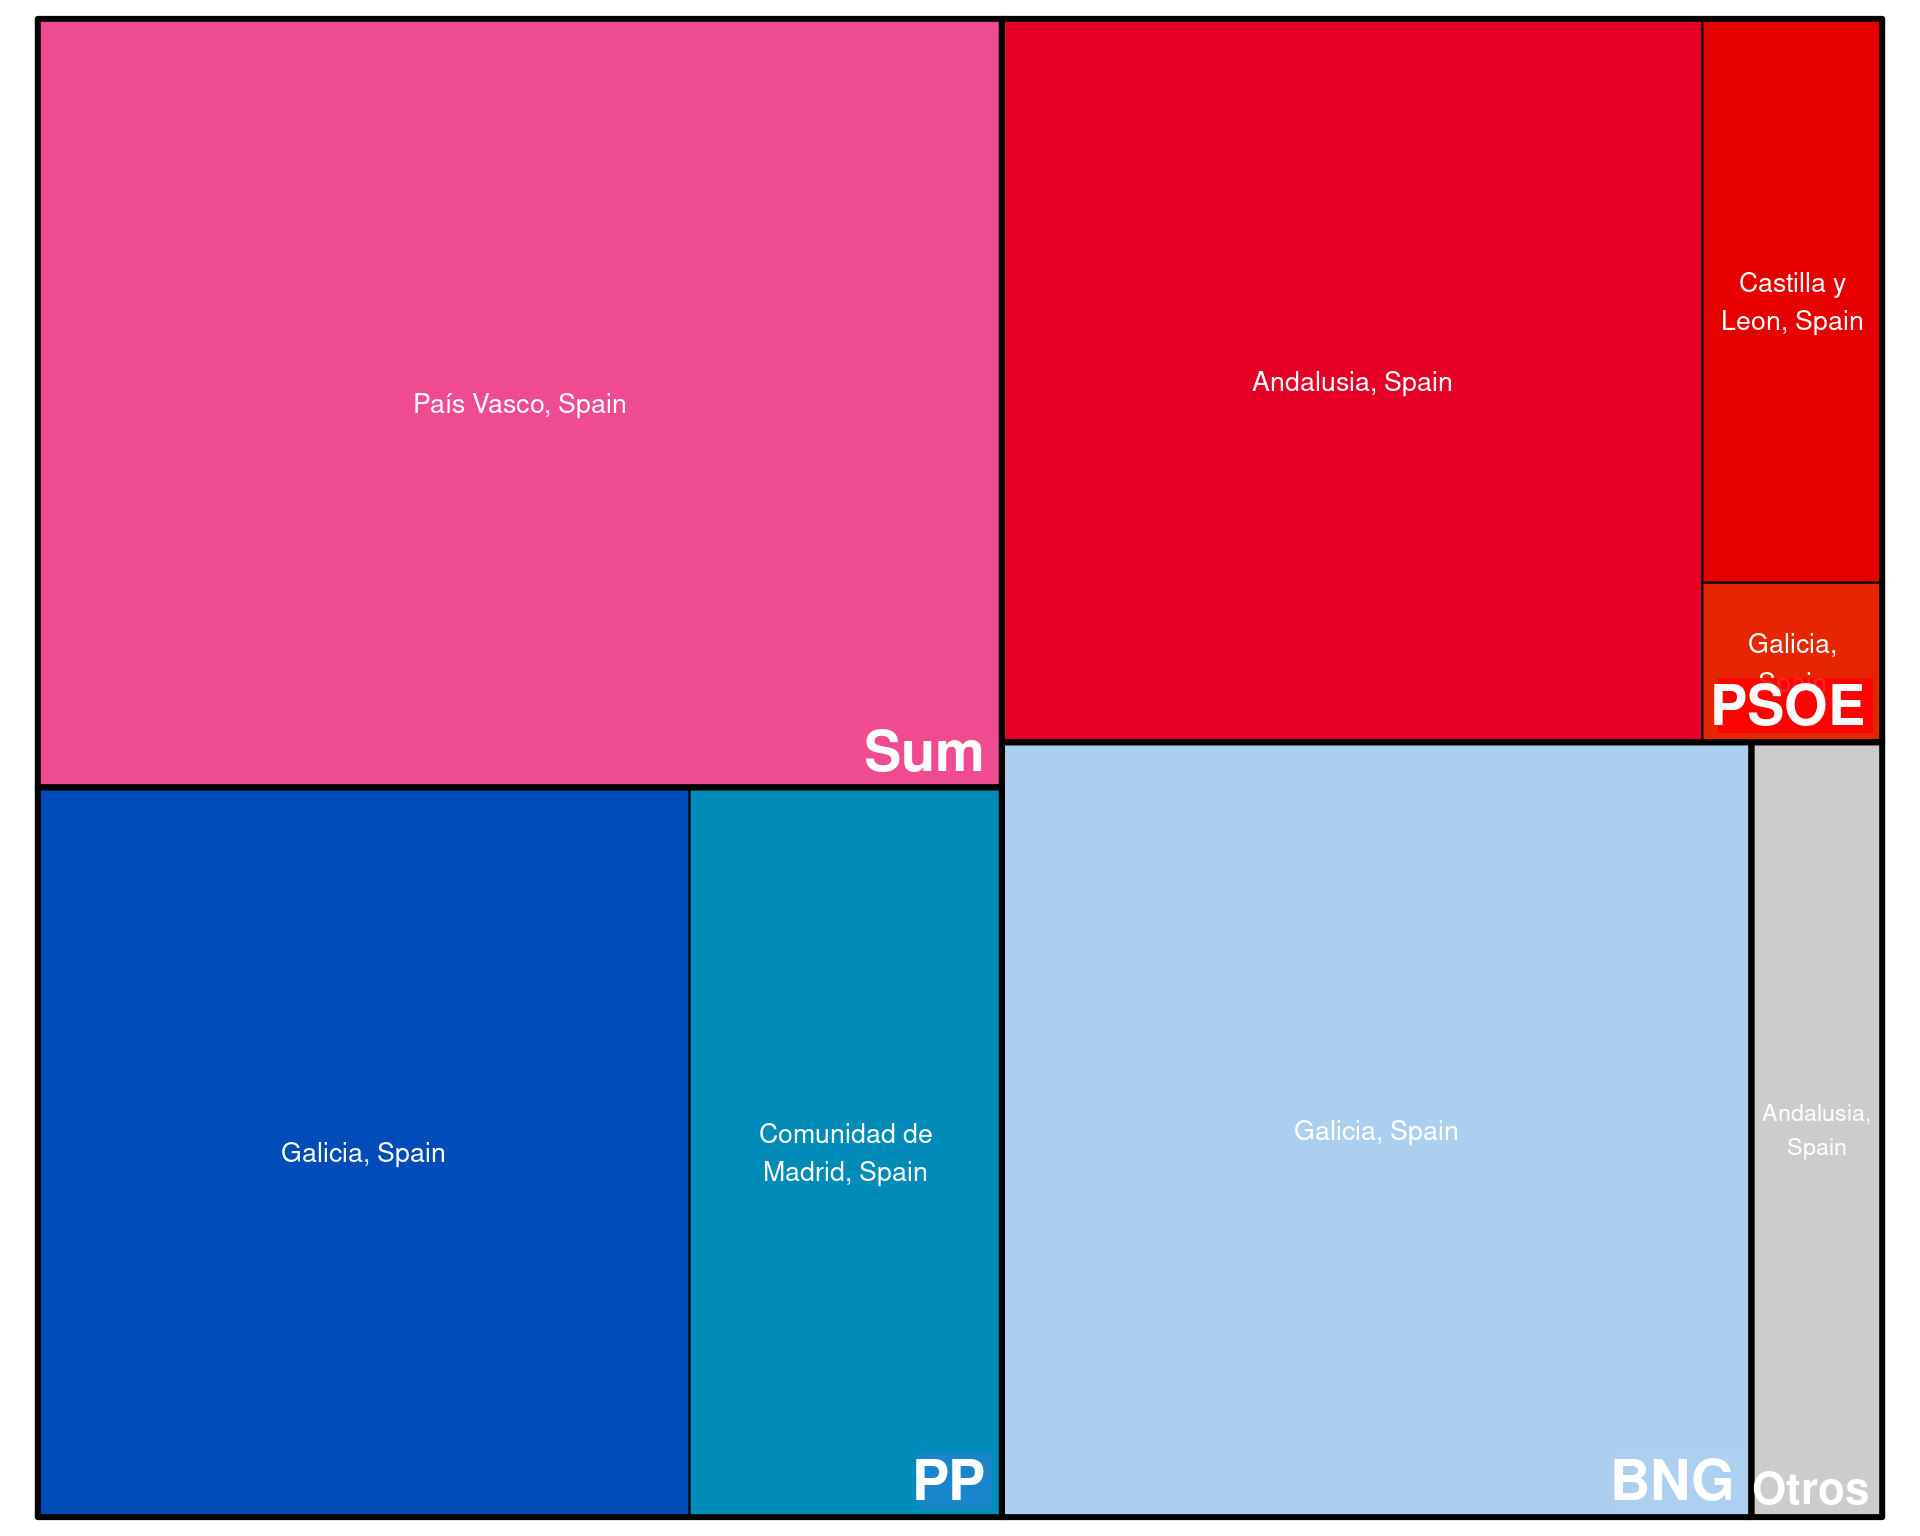 País Vasco, Spain
Sum
Andalusia, Spain
Castilla y
Leon, Spain
Galicia,
Spain
PSOE
Galicia, Spain
Comunidad de
Madrid, Spain
PP
Galicia, Spain
BNG
Andalusia,
Spain
Otros